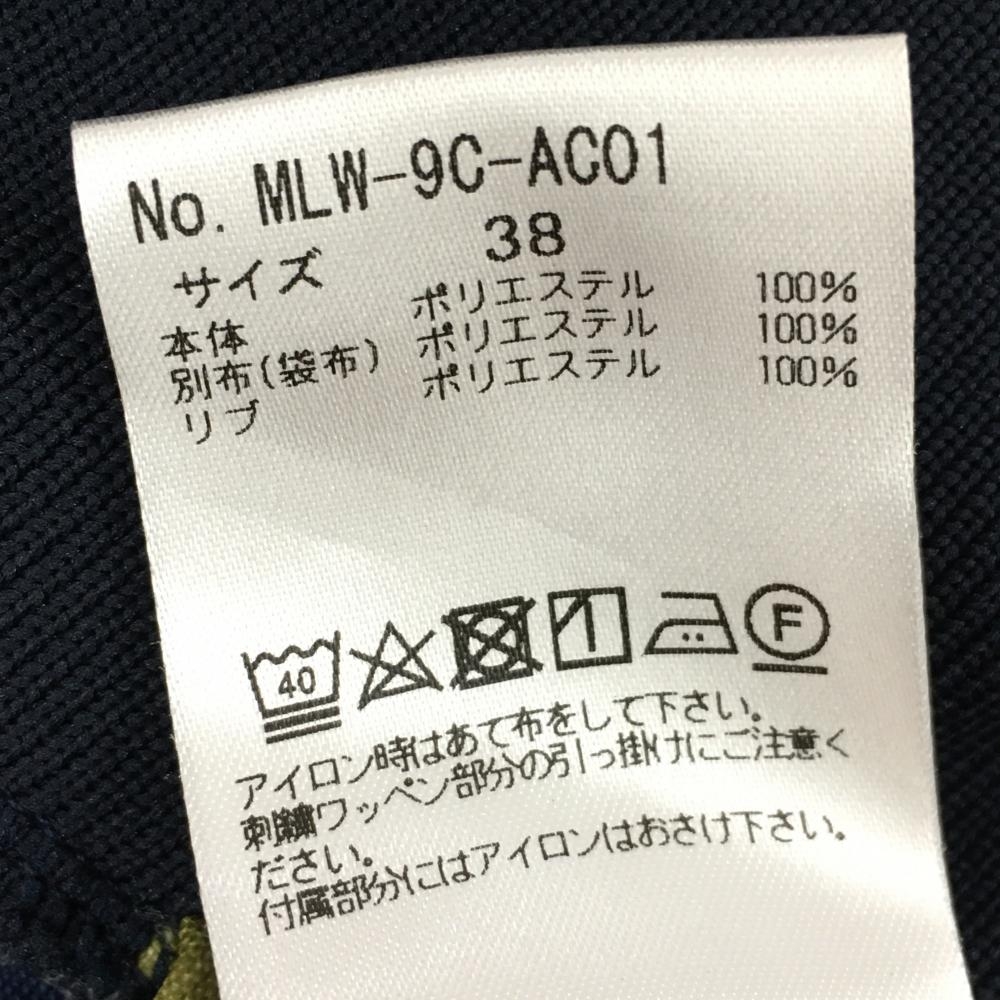 No. MLW-9C-AC01
サイズ 38
本体 ポリエステル 100%
別布(袋布) ポリエステル 100%
リブ ポリエステル 100%
40
F
アイロン時はあて布をして下さい。
刺繍ワッペン部分の引っ掛けにご注意く
ださい。
付属部分にはアイロンはおさけ下さい。